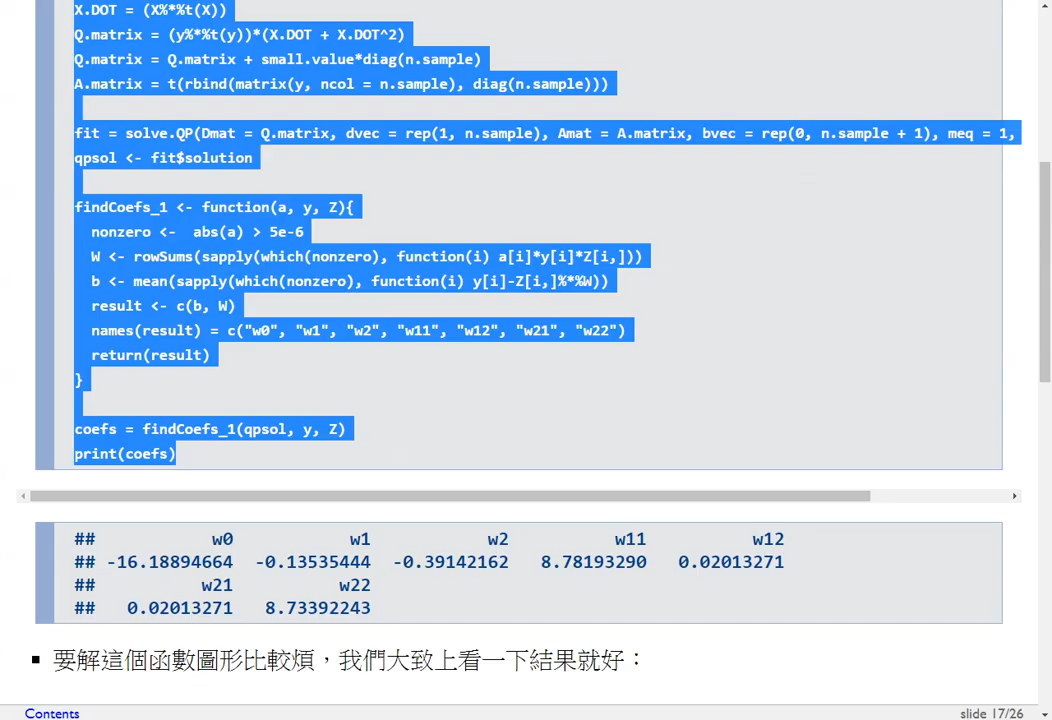 X.DOT = (X%*%t(X))
Q.matrix = (y%*%t(y))*(X.DOT + X.DOT^2)
Q.matrix = Q.matrix + small.value*diag(n.sample)
A.matrix = t(rbind(matrix(y, ncol = n.sample), diag(n.sample)))
fit = solve.QP(Dmat = Q.matrix, dvec = rep(1, n.sample), Amat = A.matrix, bvec = rep(0, n.sample + 1), meq = 1,
qpsol <- fit$solution
findCoefs_1 <- function(a, y, Z){
  nonzero <-  abs(a) > 5e-6
  W <- rowSums(sapply(which(nonzero), function(i) a[i]*y[i]*Z[i,]))
  b <- mean(sapply(which(nonzero), function(i) y[i]-Z[i,]%*%W))
  result <- c(b, W)
  names(result) = c("w0", "w1", "w2", "w11", "w12", "w21", "w22")
  return(result)
}
coefs = findCoefs_1(qpsol, y, Z)
print(coefs)
## w0 w1 w2 w11 w12
## -16.18894664 -0.13535444 -0.39142162 8.78193290 0.02013271
## w21 w22
## 0.02013271 8.73392243
▪ 要解這個函數圖形比較煩，我們大致上看一下結果就好：
Contents slide 17/26